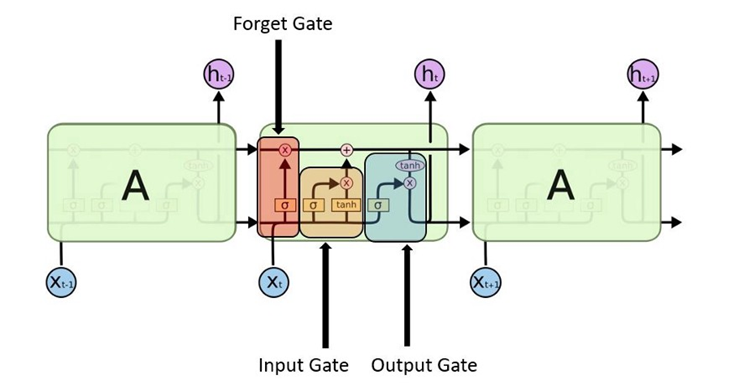 Forget Gate
hₜ₋₁
hₜ
hₜ₊₁
A
x
+
tanh
x
x
σ
σ
tanh
σ
A
Xₜ₋₁
Xₜ
Xₜ₊₁
Input Gate
Output Gate